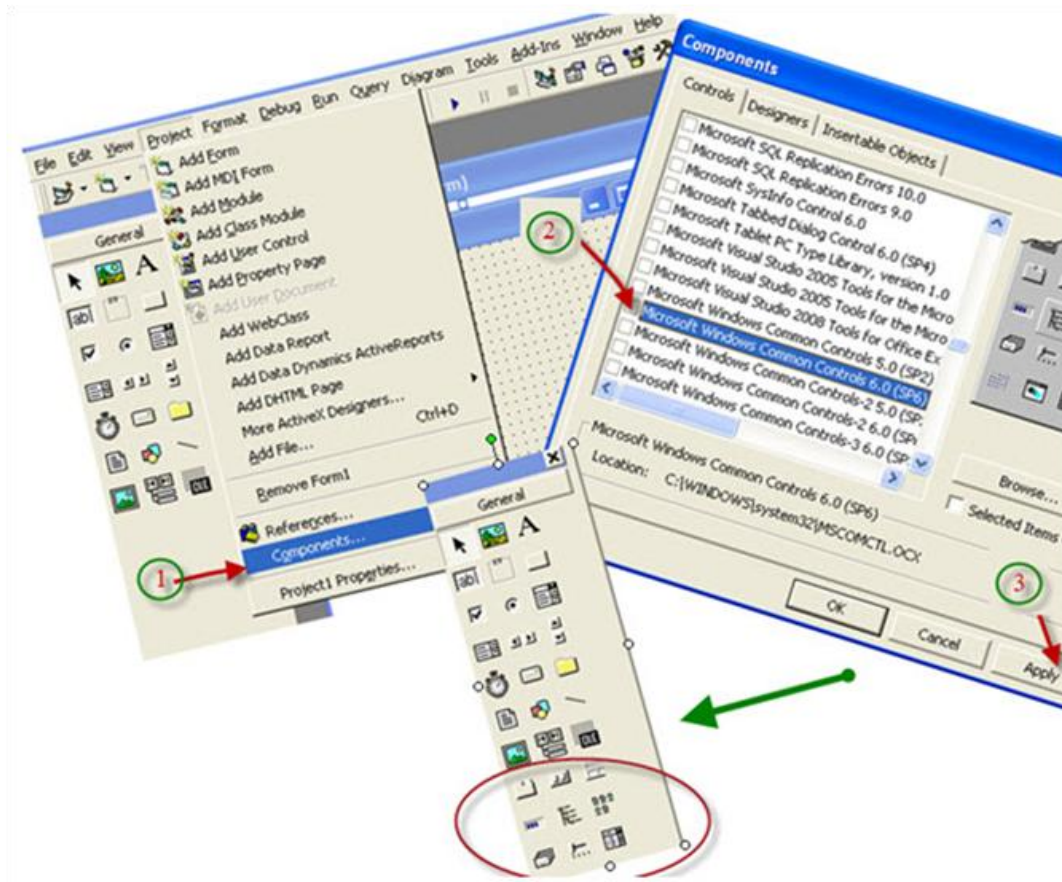 File Edit View Project Format Debug Run Query Diagram Tools Add-Ins Window Help
General
Add Form
Add MDI Form
Add Module
Add Class Module
Add User Control
Add Property Page
Add User Document
Add WebClass
Add Data Report
Add Data Dynamics ActiveReports
Add DHTML Page
More ActiveX Designers...
Add File... Ctrl+D
Remove Form1
References...
Components...
Project1 Properties...
1
A
abl
OLE
General
A
abl
OLE
2
Components
Controls Designers Insertable Objects
Microsoft SQL Replication Errors 10.0
Microsoft SQL Replication Errors 9.0
Microsoft SysInfo Control 6.0
Microsoft Tabbed Dialog Control 6.0 (SP4)
Microsoft Tablet PC Type Library, version 1.0
Microsoft Visual Studio 2005 Tools for the Micro
Microsoft Visual Studio 2005 Tools for the Micro
Microsoft Visual Studio 2008 Tools for Office Ex
Microsoft Windows Common Controls 5.0 (SP2)
Microsoft Windows Common Controls 6.0 (SP6)
Microsoft Windows Common Controls-2 5.0 (SP
Microsoft Windows Common Controls-2 6.0 (SP
Microsoft Windows Common Controls-3 6.0 (SP
Microsoft Windows Common Controls 6.0 (SP6)
Location: C:\WINDOWS\system32\MSCOMCTL.OCX
Browse...
Selected Items
3
OK Cancel Apply